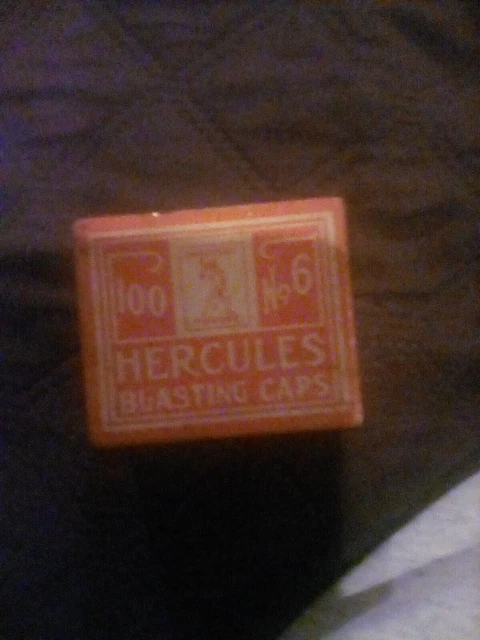 100 No 6
HERCULES
BLASTING CAPS